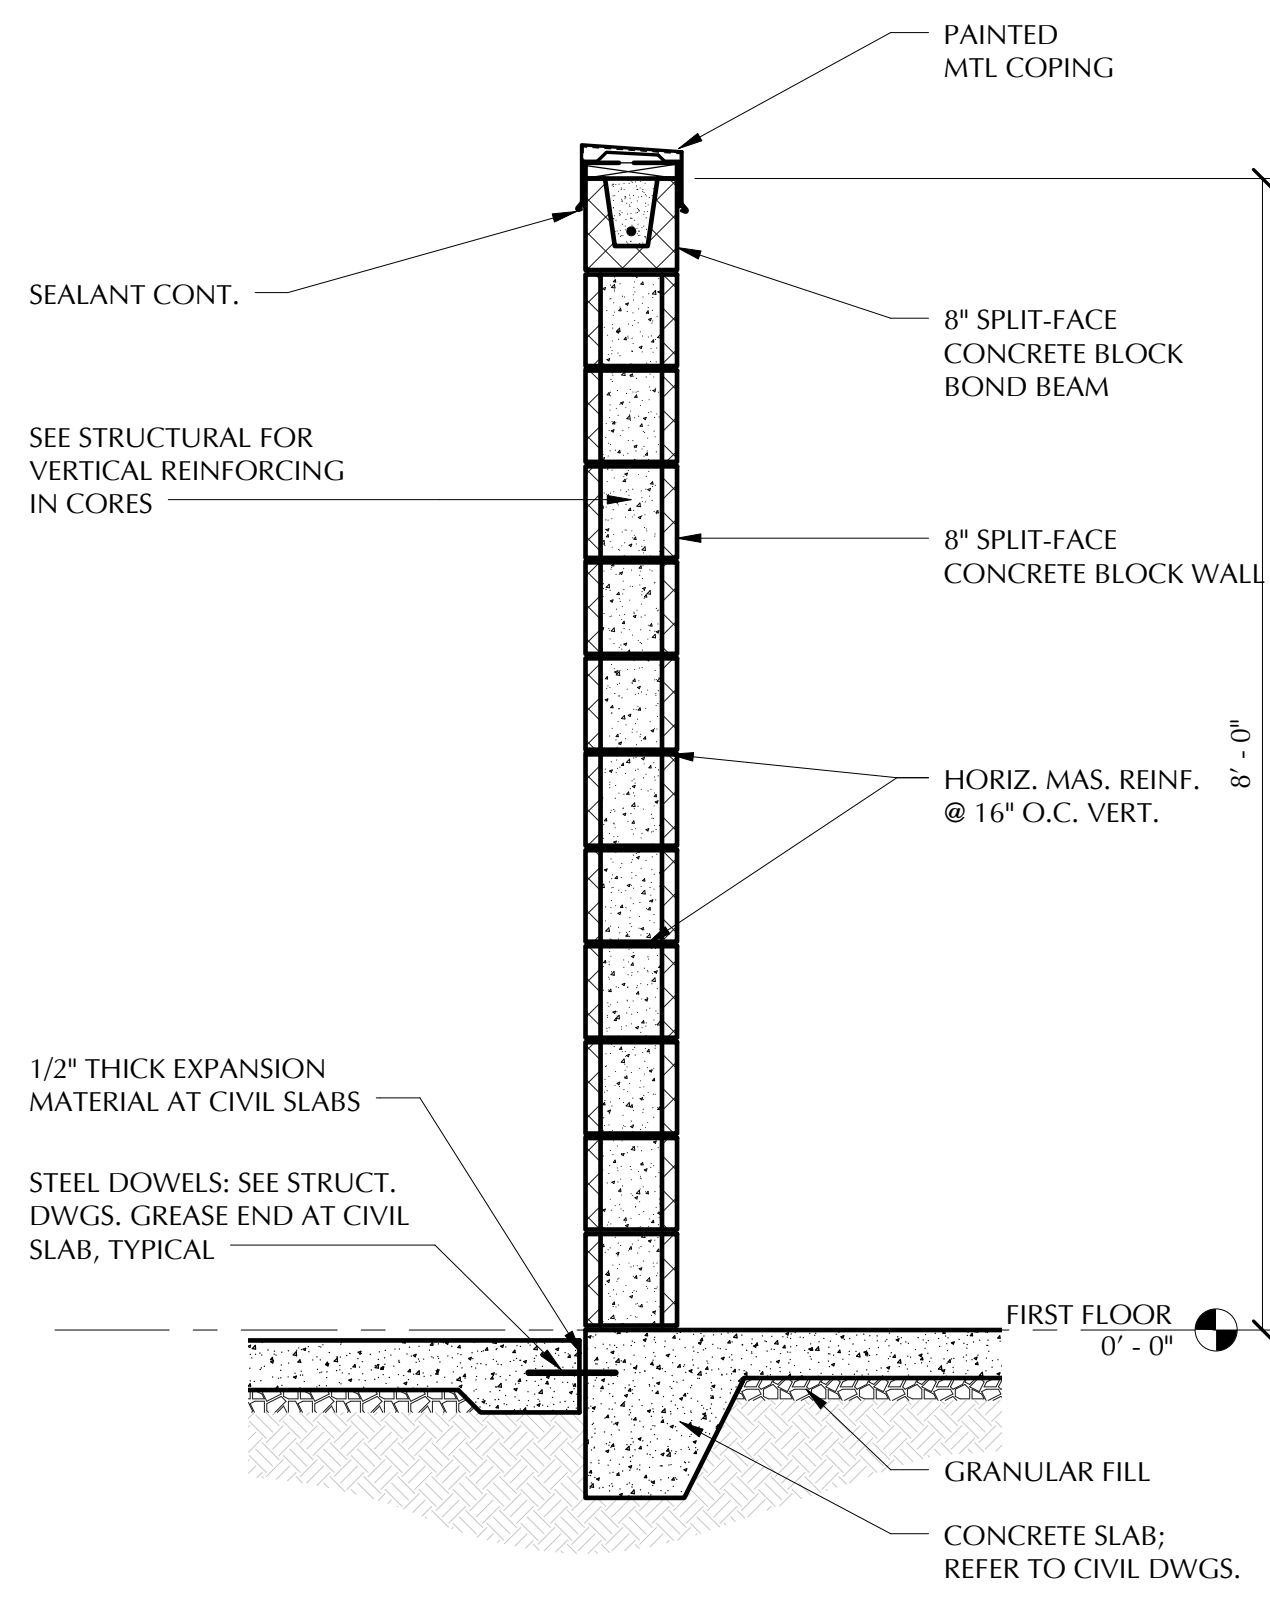 PAINTED
MTL COPING
SEALANT CONT.
8" SPLIT-FACE
CONCRETE BLOCK
BOND BEAM
SEE STRUCTURAL FOR
VERTICAL REINFORCING
IN CORES
8" SPLIT-FACE
CONCRETE BLOCK WALL
8' - 0"
HORIZ. MAS. REINF.
@ 16" O.C. VERT.
1/2" THICK EXPANSION
MATERIAL AT CIVIL SLABS
STEEL DOWELS: SEE STRUCT.
DWGS. GREASE END AT CIVIL
SLAB, TYPICAL
FIRST FLOOR
0' - 0"
GRANULAR FILL
CONCRETE SLAB;
REFER TO CIVIL DWGS.